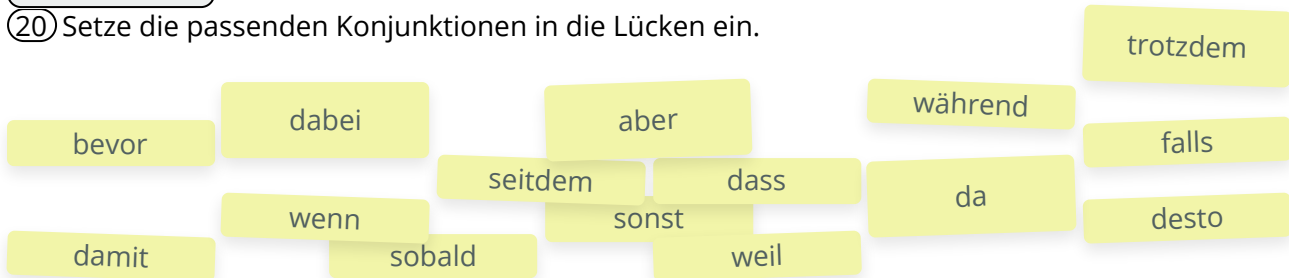 20 Setze die passenden Konjunktionen in die Lücken ein.
trotzdem
während
dabei
aber
bevor
falls
seitdem
dass
da
wenn
sonst
desto
damit
sobald
weil